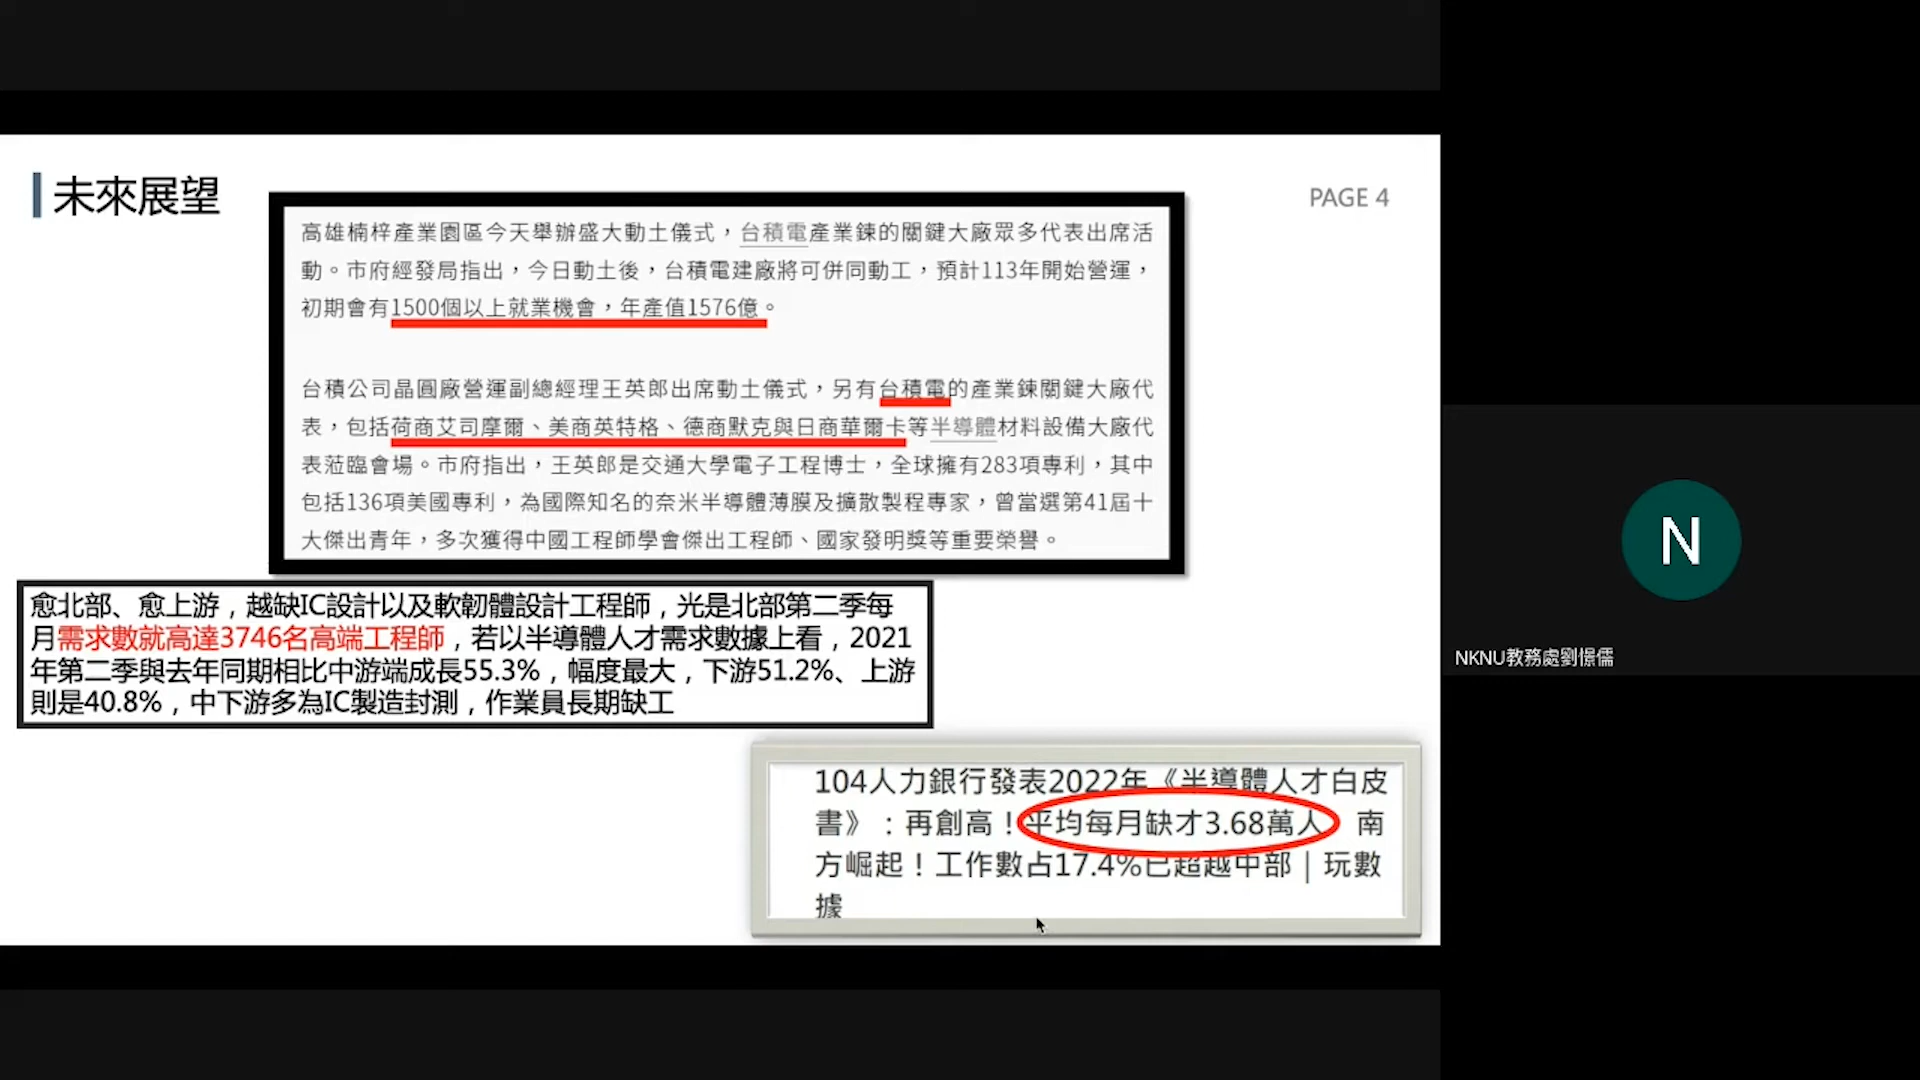 未來展望
PAGE 4
高雄楠梓產業園區今天舉辦盛大動土儀式，台積電產業鍊的關鍵大廠眾多代表出席活
動。市府經發局指出，今日動土後，台積電建廠將可併同動工，預計113年開始營運，
初期會有1500個以上就業機會，年產值1576億。
台積公司晶圓廠營運副總經理王英郎出席動土儀式，另有台積電的產業鍊關鍵大廠代
表，包括荷商艾司摩爾、美商英特格、德商默克與日商華爾卡等半導體材料設備大廠代
表蒞臨會場。市府指出，王英郎是交通大學電子工程博士，全球擁有283項專利，其中
包括136項美國專利，為國際知名的奈米半導體薄膜及擴散製程專家，曾當選第41屆十
大傑出青年，多次獲得中國工程師學會傑出工程師、國家發明獎等重要榮譽。
愈北部、愈上游，越缺IC設計以及軟韌體設計工程師，光是北部第二季每
月需求數就高達3746名高端工程師，若以半導體人才需求數據上看，2021
年第二季與去年同期相比中游端成長55.3%，幅度最大，下游51.2%、上游
則是40.8%，中下游多為IC製造封測，作業員長期缺工
104人力銀行發表2022年《半導體人才白皮
書》：再創高！平均每月缺才3.68萬人 南
方崛起！工作數占17.4%已超越中部｜玩數
據
N
NKNU教務處劉憬儒